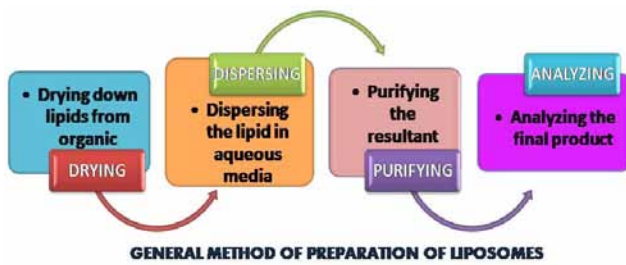 • Drying down
lipids from
organic
DRYING
DISPERSING
• Dispersing
the lipid in
aqueous
media
• Purifying
the
resultant
PURIFYING
ANALYZING
• Analyzing the
final product
GENERAL METHOD OF PREPARATION OF LIPOSOMES